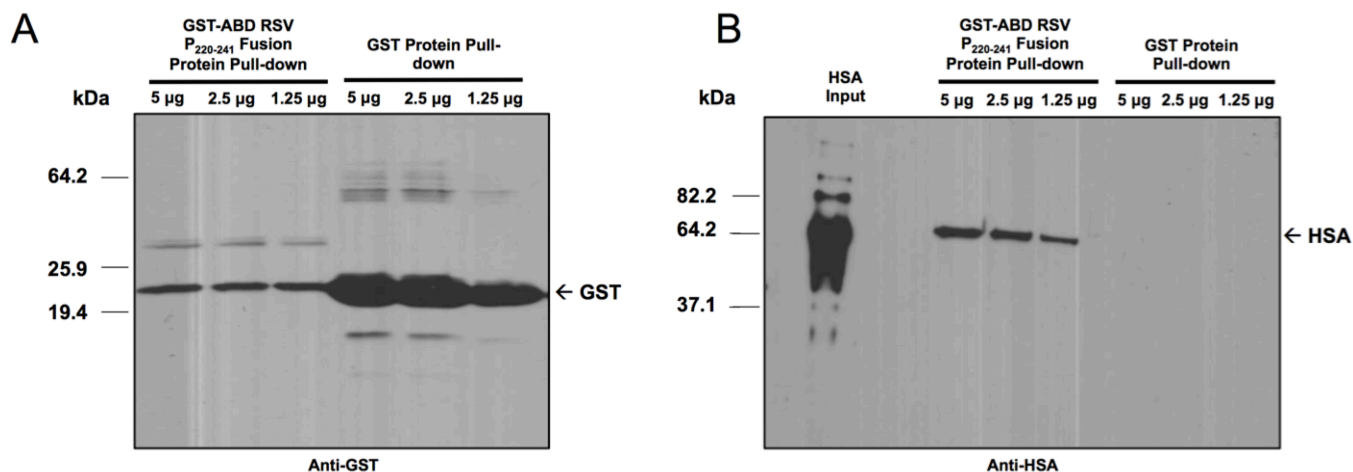 A
GST-ABD RSV
P220-241 Fusion
Protein Pull-down
GST Protein Pull-
down
kDa
5 µg 2.5 µg 1.25 µg
5 µg 2.5 µg 1.25 µg
64.2
25.9
19.4
← GST
Anti-GST
B
HSA
Input
GST-ABD RSV
P220-241 Fusion
Protein Pull-down
GST Protein
Pull-down
kDa
5 µg 2.5 µg 1.25 µg
5 µg 2.5 µg 1.25 µg
82.2
64.2
37.1
← HSA
Anti-HSA